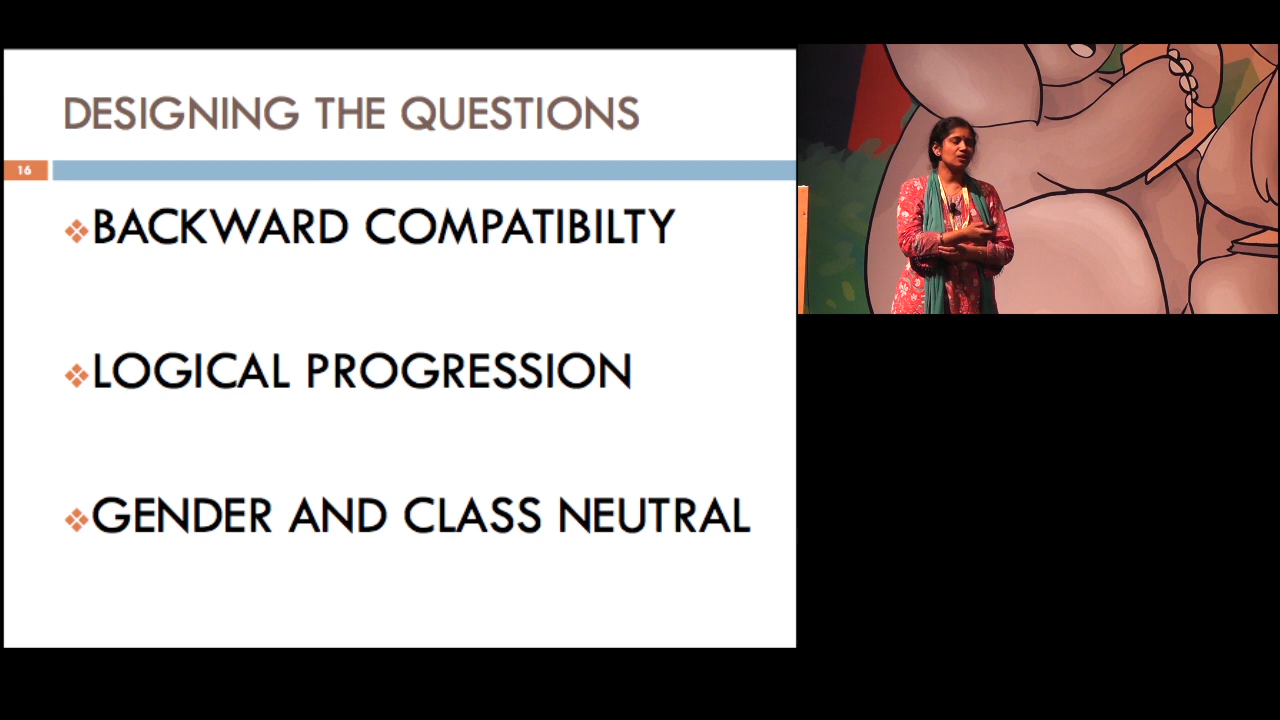 DESIGNING THE QUESTIONS
16
BACKWARD COMPATIBILTY
LOGICAL PROGRESSION
GENDER AND CLASS NEUTRAL